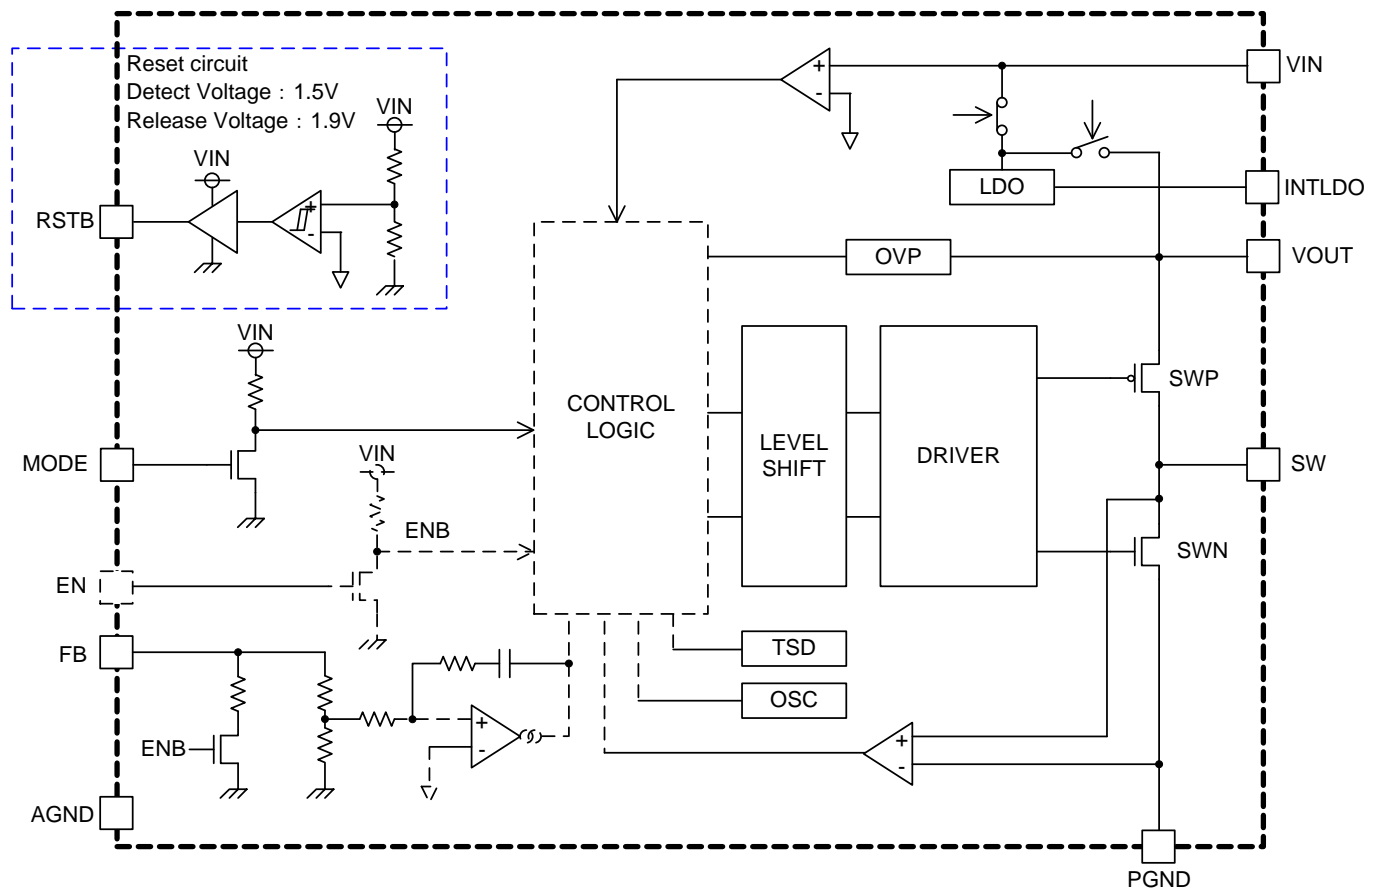 Reset circuit
Detect Voltage : 1.5V
Release Voltage : 1.9V
VIN
VIN
RSTB
+
-
+
-
VIN
LDO
INTLDO
OVP
VOUT
VIN
MODE
CONTROL
LOGIC
LEVEL
SHIFT
DRIVER
SWP
SW
SWN
VIN
ENB
EN
FB
ENB
+
-
TSD
OSC
+
-
AGND
PGND